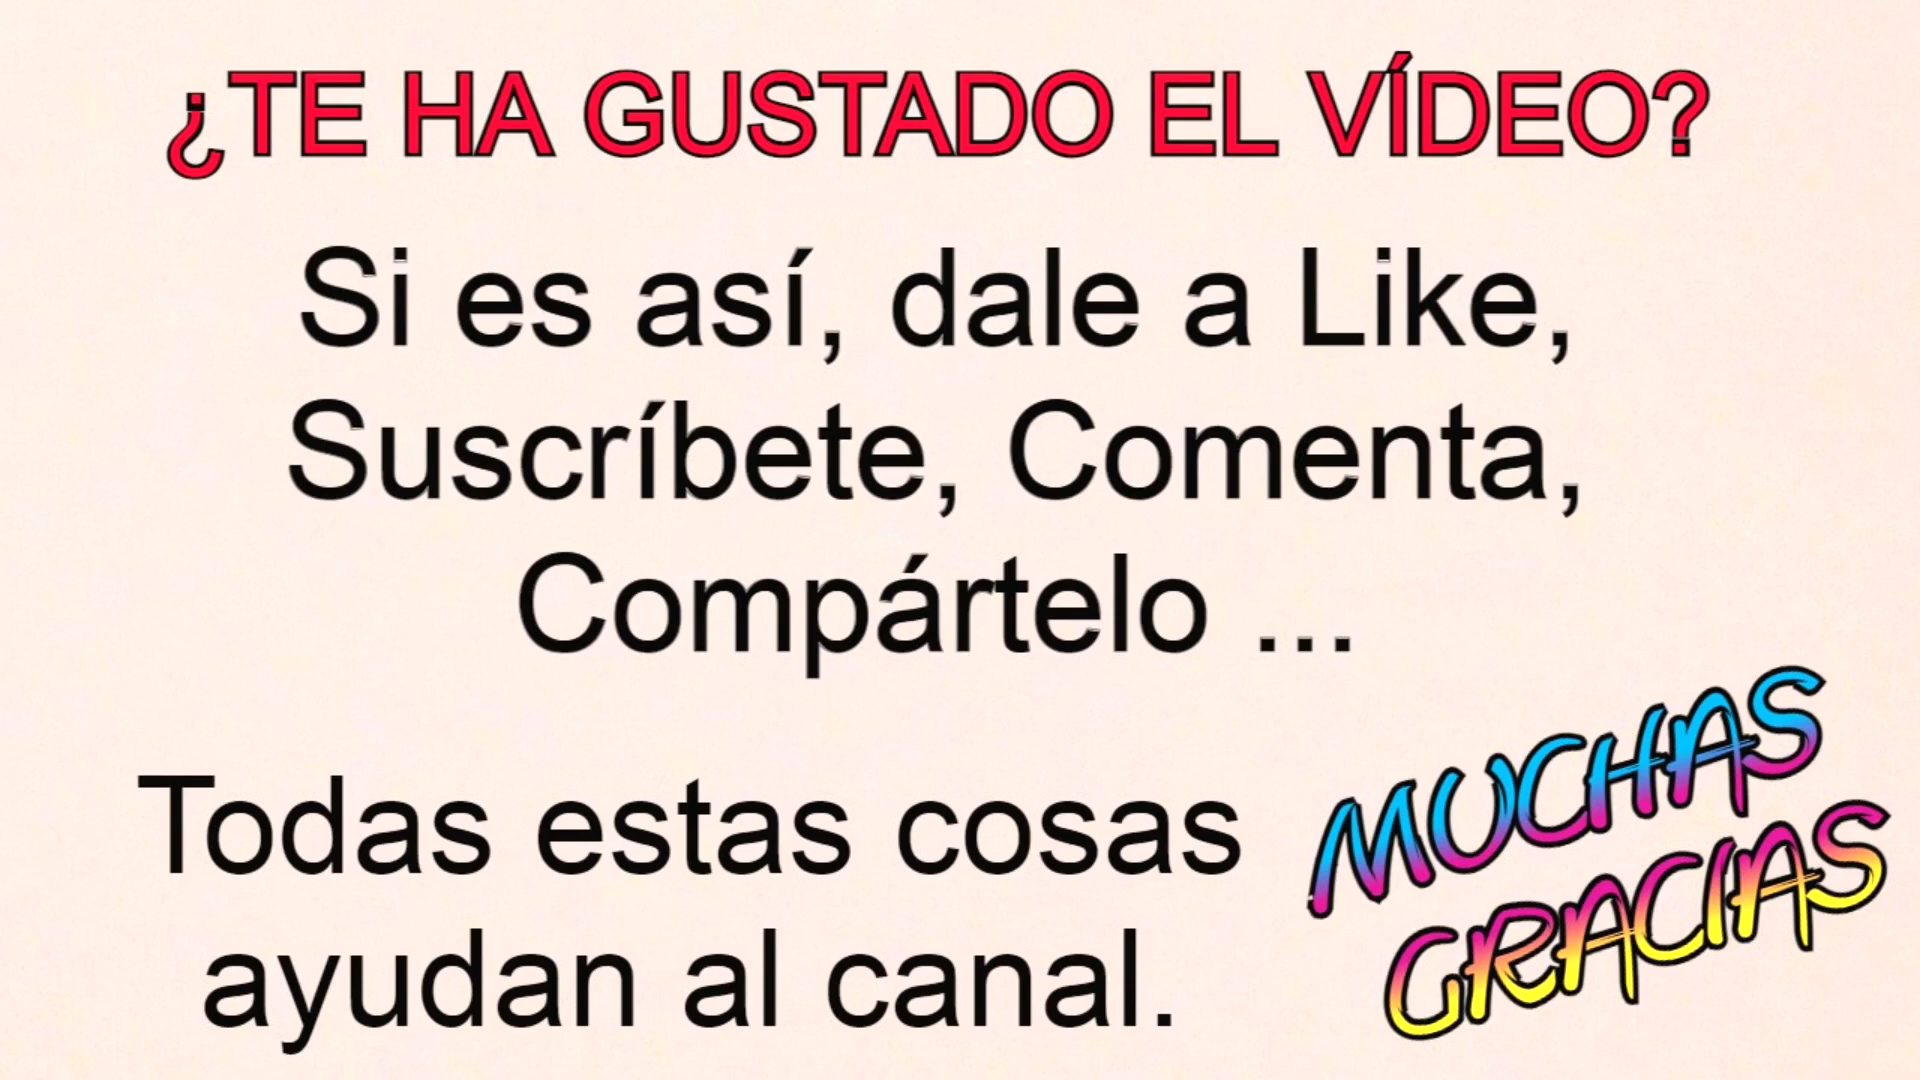 ¿TE HA GUSTADO EL VÍDEO?
Si es así, dale a Like,
Suscríbete, Comenta,
Compártelo ...
Todas estas cosas
ayudan al canal.
MUCHAS
GRACIAS